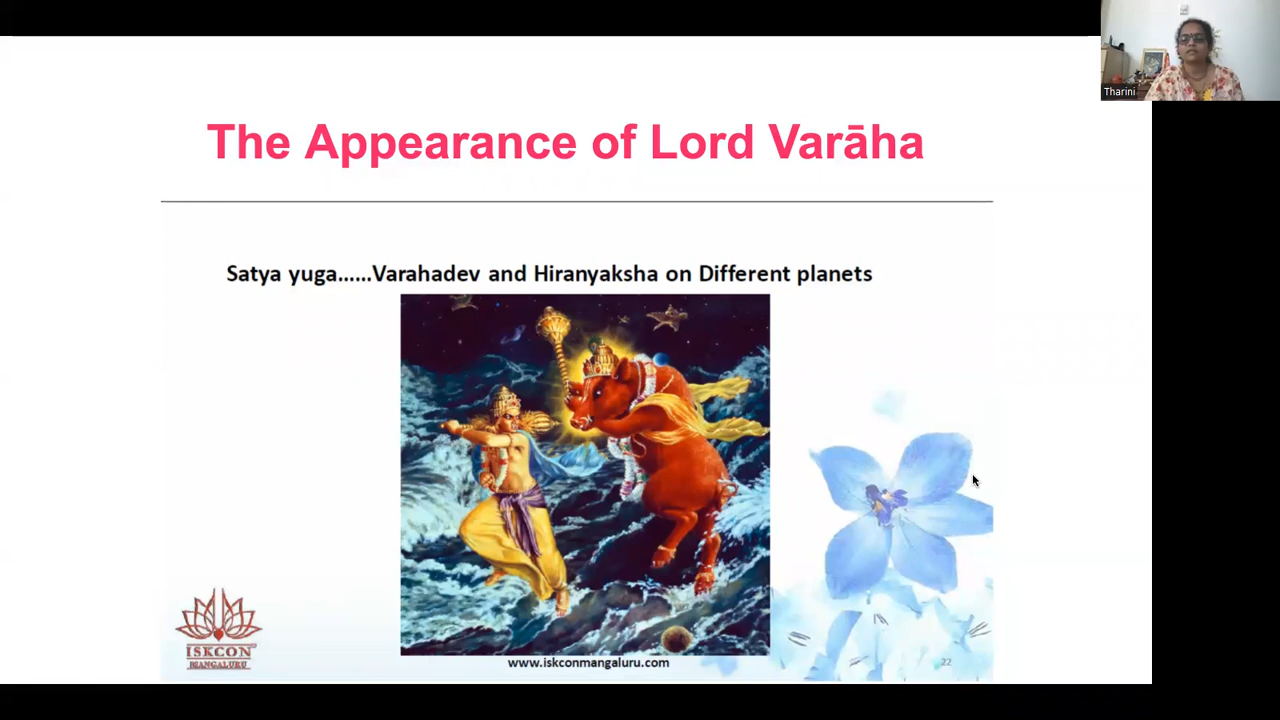 Tharini
The Appearance of Lord Varāha
Satya yuga......Varahadev and Hiranyaksha on Different planets
ISKCON
MANGALURU
www.iskconmangaluru.com
22